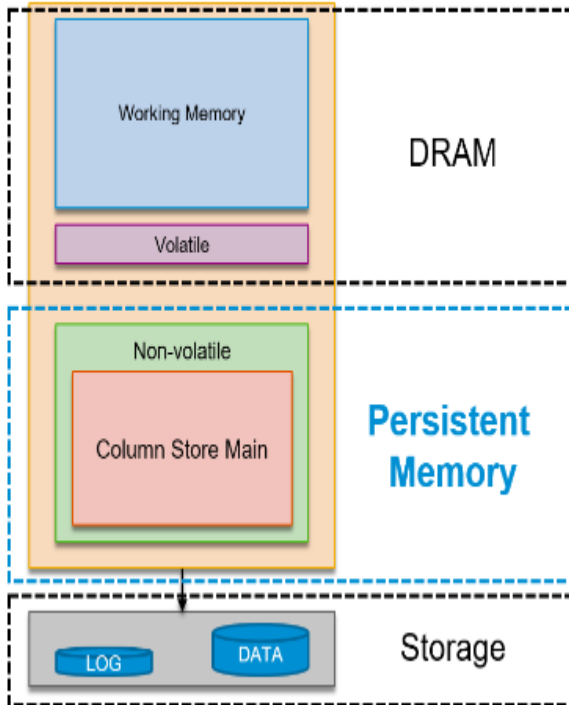 Working Memory
DRAM
Volatile
Non-volatile
Column Store Main
Persistent
Memory
LOG
DATA
Storage